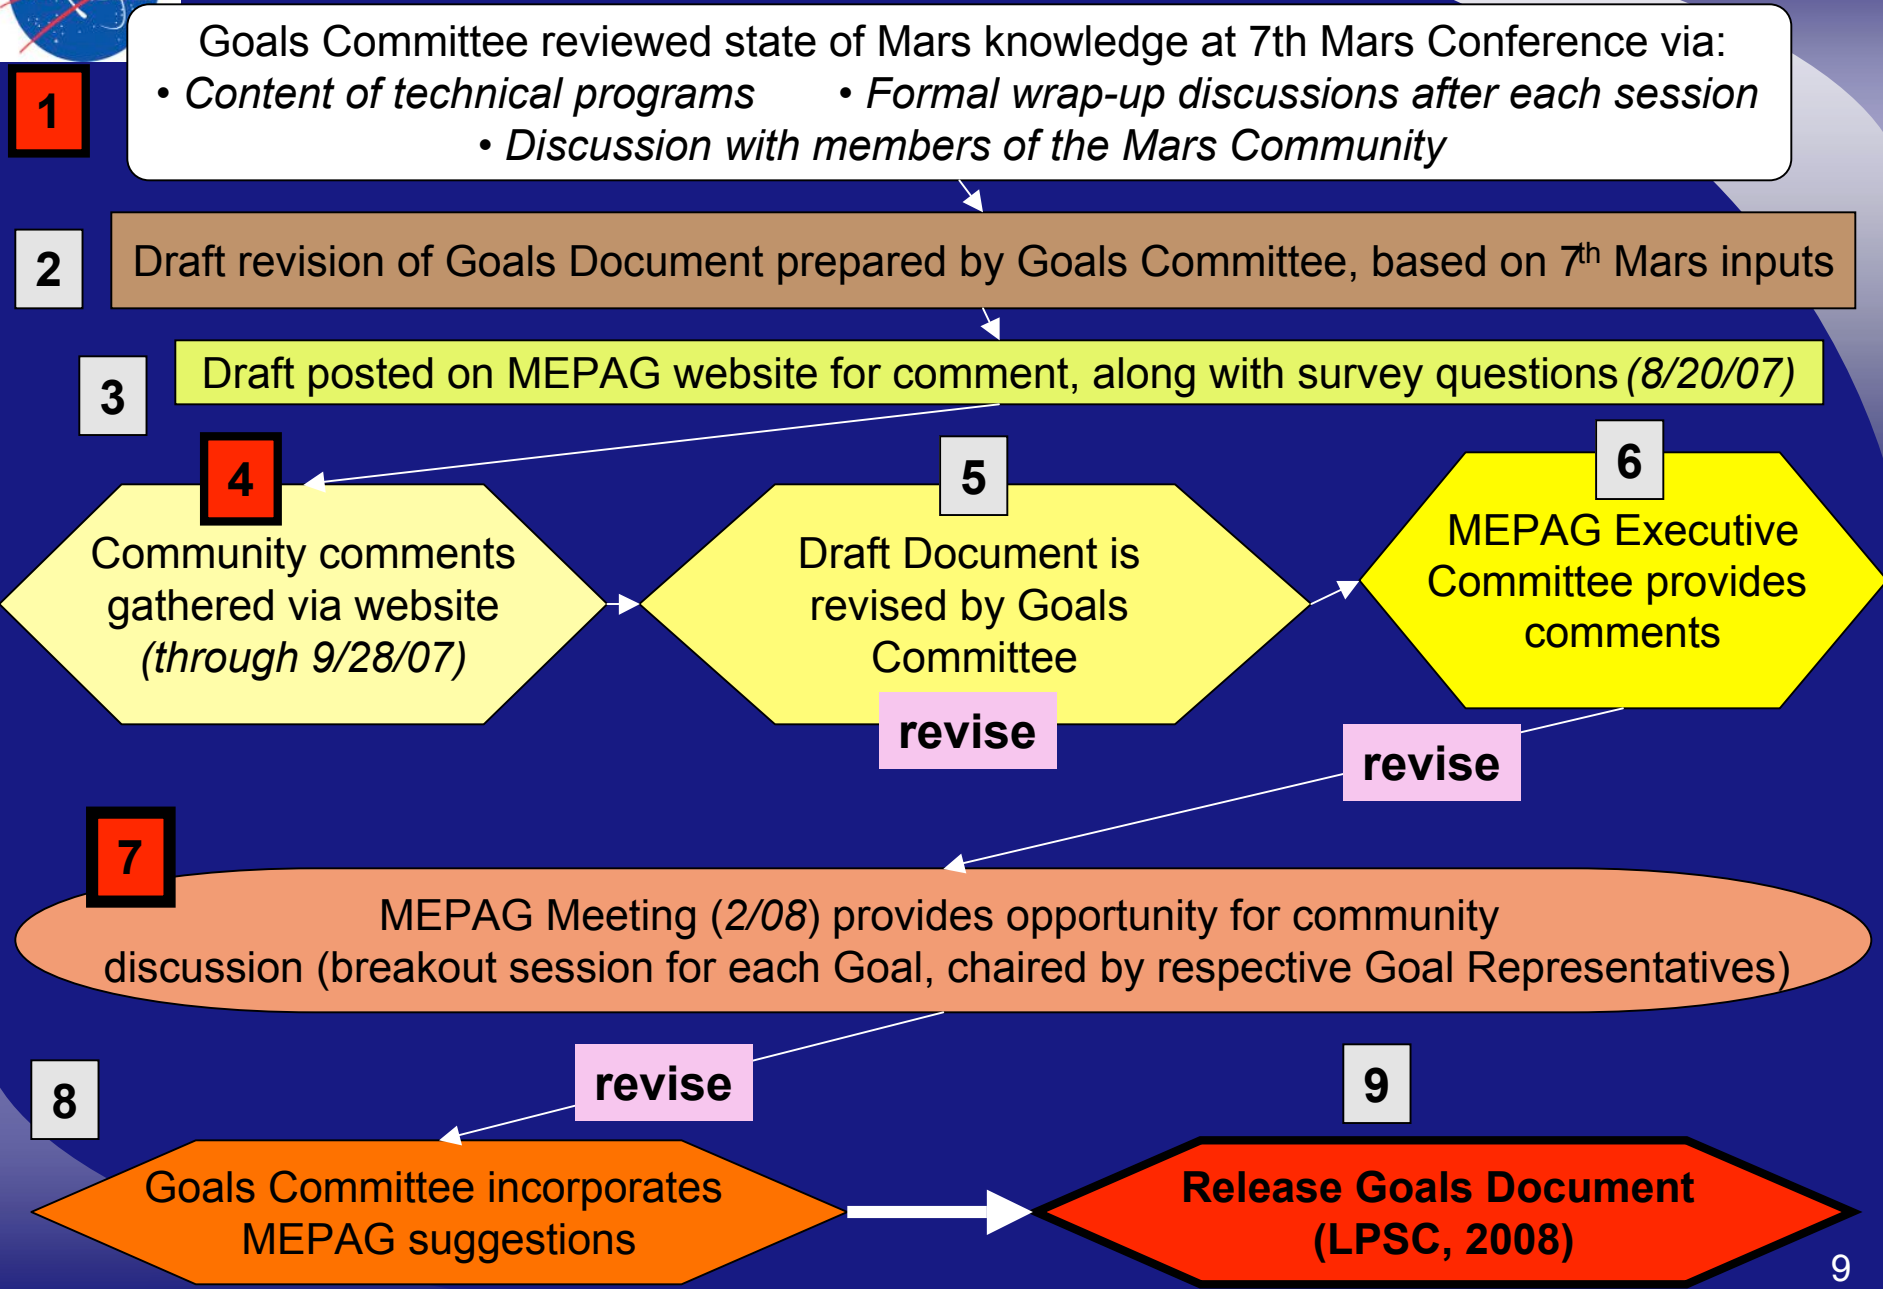 Goals Committee reviewed state of Mars knowledge at 7th Mars Conference via:
1
• Content of technical programs • Formal wrap-up discussions after each session
• Discussion with members of the Mars Community
2
Draft revision of Goals Document prepared by Goals Committee, based on 7th Mars inputs
3
Draft posted on MEPAG website for comment, along with survey questions (8/20/07)
4
Community comments
gathered via website
(through 9/28/07)
5
Draft Document is
revised by Goals
Committee
revise
6
MEPAG Executive
Committee provides
comments
revise
7
MEPAG Meeting (2/08) provides opportunity for community
discussion (breakout session for each Goal, chaired by respective Goal Representatives)
revise
8
Goals Committee incorporates
MEPAG suggestions
9
Release Goals Document
(LPSC, 2008)
9